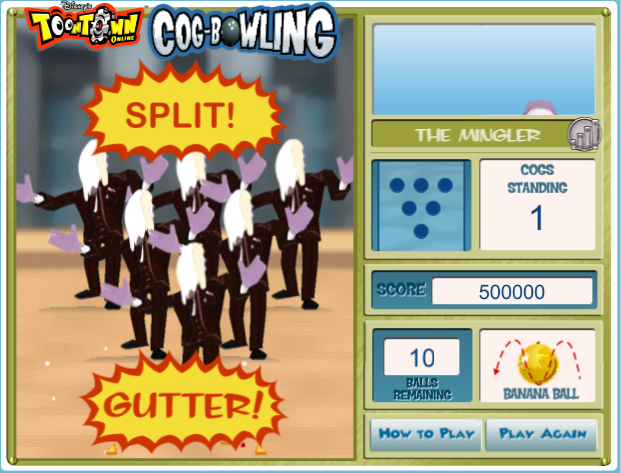 Disney's
TOONTOWN
ONLINE
COG-BOWLING
SPLIT!
GUTTER!
THE MINGLER
COGS
STANDING
1
SCORE 500000
10
BALLS
REMAINING
BANANA BALL
HOW TO PLAY
PLAY AGAIN